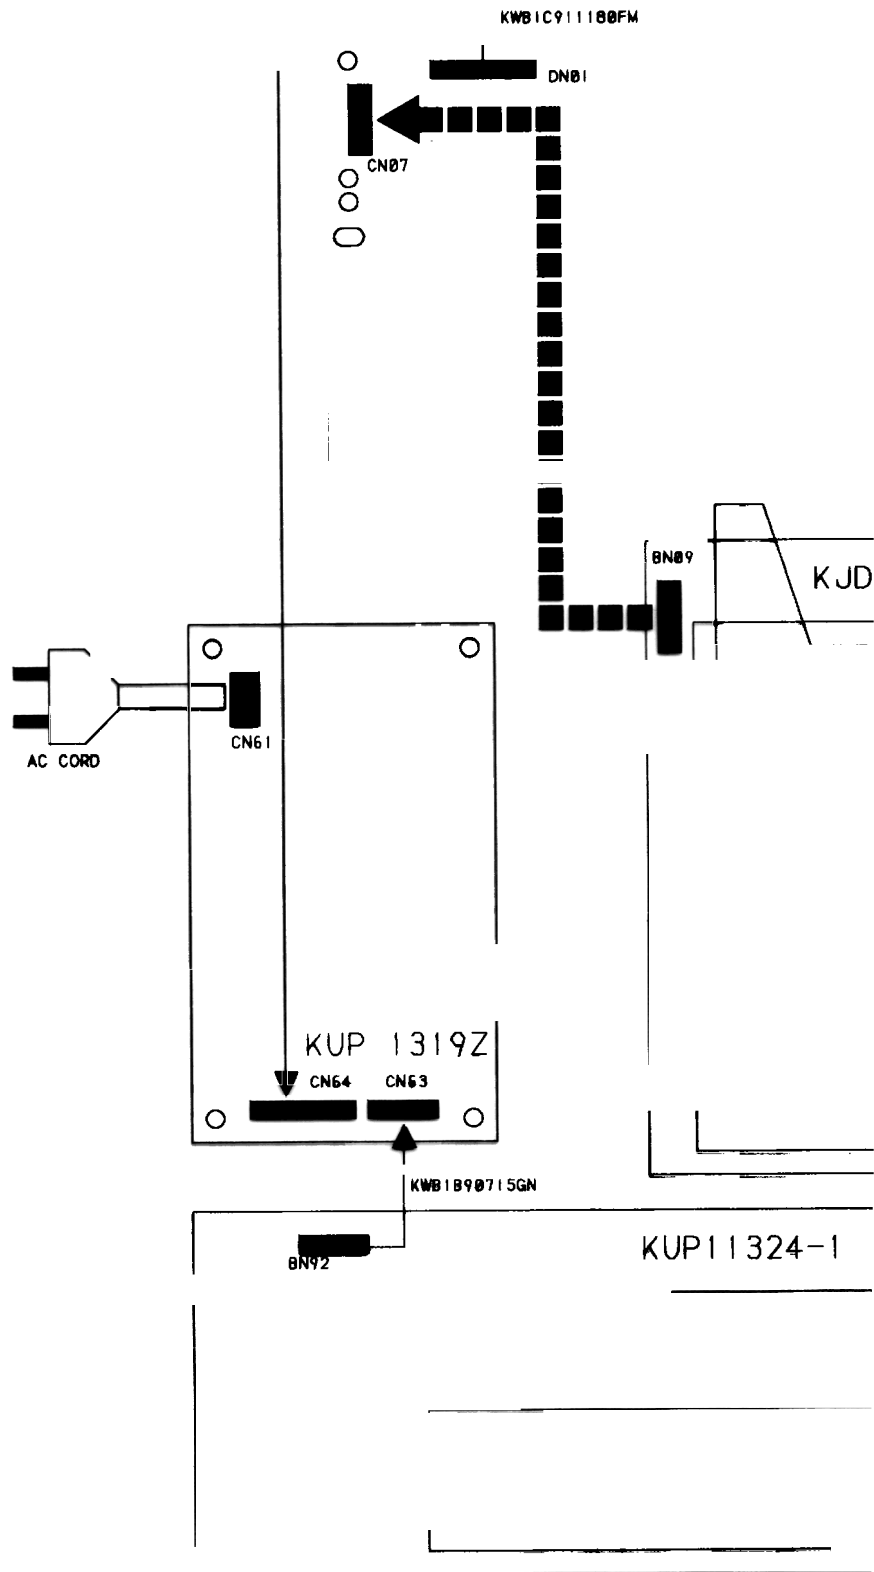 KWB1C911180FM
DN01
CN07
BN09
KJD
CN61
AC CORD
KUP 1319Z
CN64
CN63
KWB1B90715GN
BN92
KUP11324-1